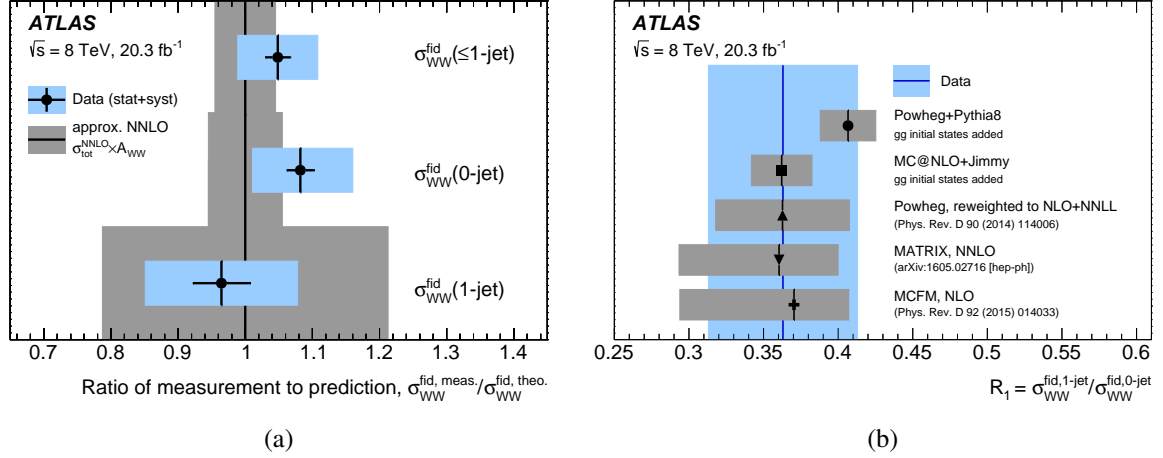 ATLAS
√s = 8 TeV, 20.3 fb⁻¹
Data (stat+syst)
approx. NNLO
σ_tot^NNLO×A_WW
σ_WW^fid(≤1-jet)
σ_WW^fid(0-jet)
σ_WW^fid(1-jet)
0.7 0.8 0.9 1 1.1 1.2 1.3 1.4
Ratio of measurement to prediction, σ_WW^fid, meas./σ_WW^fid, theo.
(a)
ATLAS
√s = 8 TeV, 20.3 fb⁻¹
Data
Powheg+Pythia8
gg initial states added
MC@NLO+Jimmy
gg initial states added
Powheg, reweighted to NLO+NNLL
(Phys. Rev. D 90 (2014) 114006)
MATRIX, NNLO
(arXiv:1605.02716 [hep-ph])
MCFM, NLO
(Phys. Rev. D 92 (2015) 014033)
0.25 0.3 0.35 0.4 0.45 0.5 0.55 0.6
R₁ = σ_WW^fid,1-jet/σ_WW^fid,0-jet
(b)